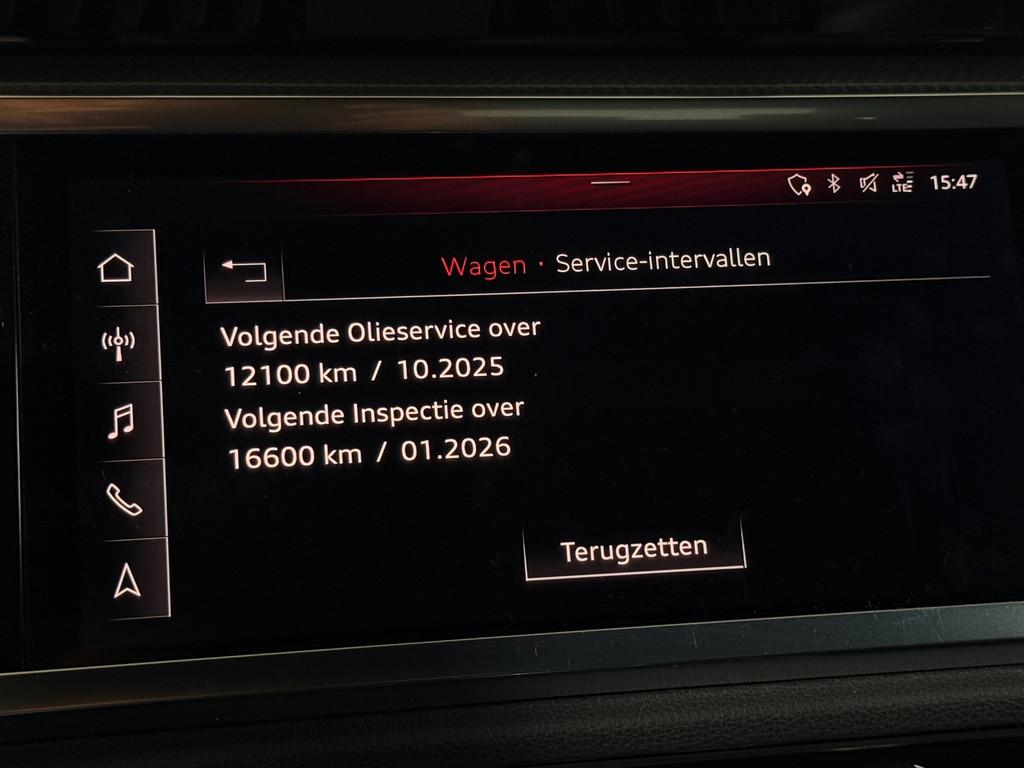 LTE 15:47
Wagen · Service-intervallen
Volgende Olieservice over
12100 km / 10.2025
Volgende Inspectie over
16600 km / 01.2026
Terugzetten